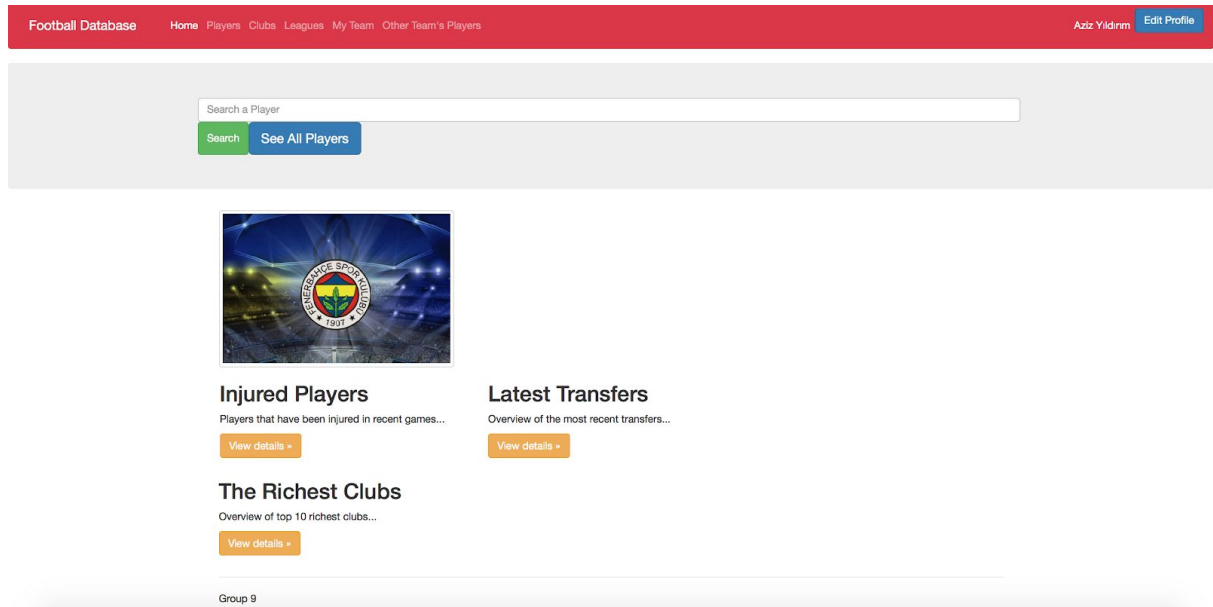 Football Database Home Players Clubs Leagues My Team Other Team's Players Aziz Yıldırım Edit Profile
Search a Player
Search See All Players
FENERBAHÇE SPOR KULÜBÜ
★ 1907 ★
Injured Players
Players that have been injured in recent games...
View details »
Latest Transfers
Overview of the most recent transfers...
View details »
The Richest Clubs
Overview of top 10 richest clubs...
View details »
Group 9